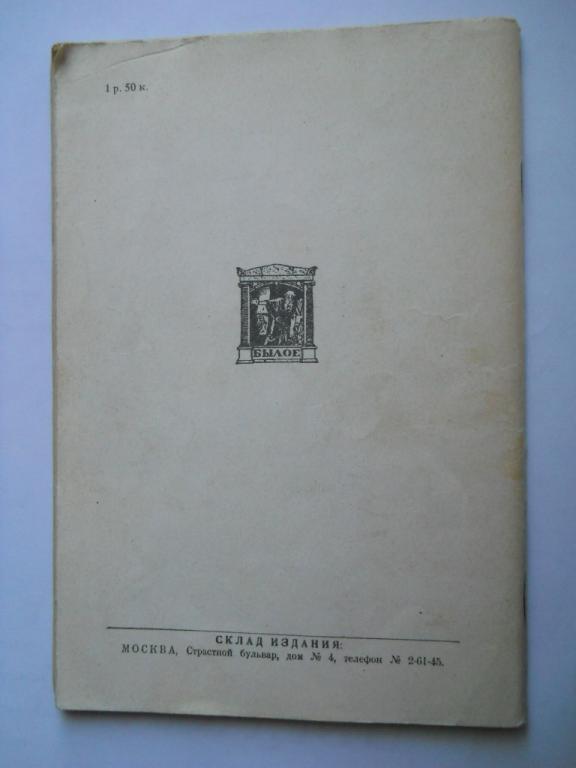 1 р. 50 к.
БЫЛОЕ
СКЛАД ИЗДАНИЯ:
МОСКВА, Страстной бульвар, дом № 4, телефон № 2-61-45.